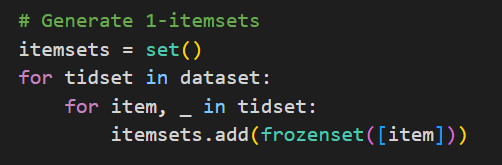 # Generate 1-itemsets
itemsets = set()
for tidset in dataset:
    for item, _ in tidset:
        itemsets.add(frozenset([item]))